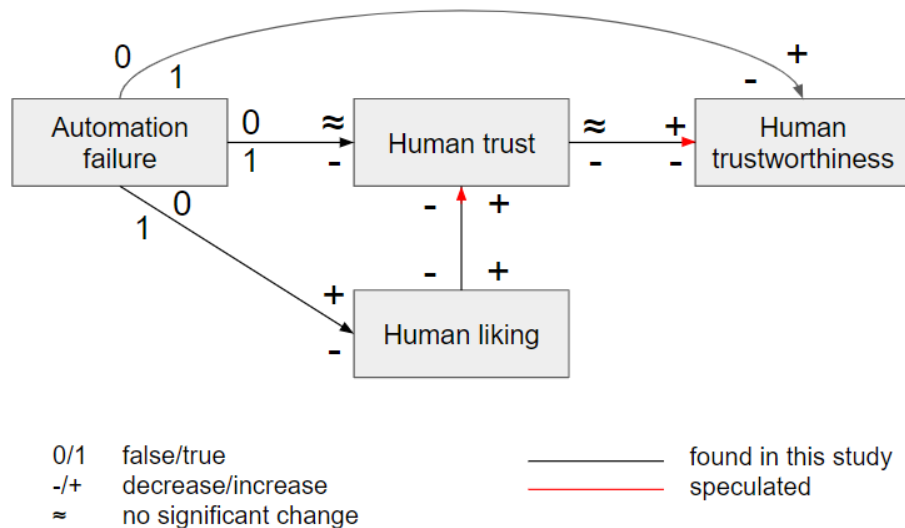 0
1
+
-
Automation
failure
0
1
≈
-
Human trust
≈
-
+
-
Human
trustworthiness
0
1
-
+
-
+
+
-
Human liking
0/1 false/true
-/+ decrease/increase
≈ no significant change
found in this study
speculated